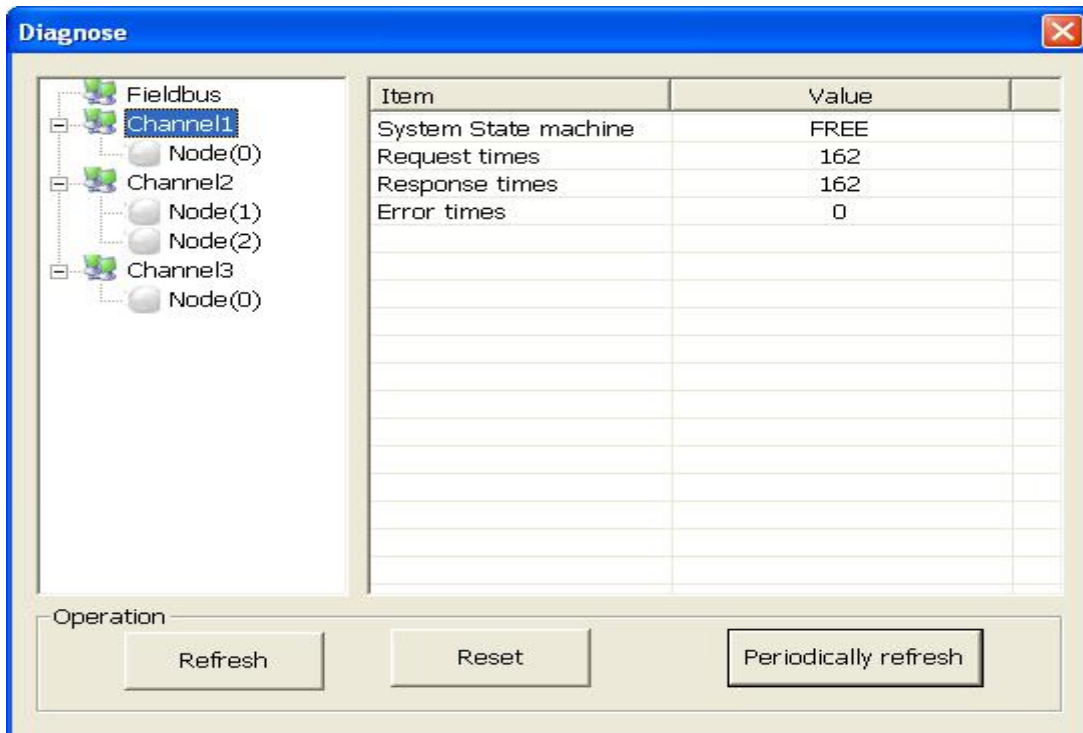 Diagnose
Fieldbus
Channel1
Node(0)
Channel2
Node(1)
Node(2)
Channel3
Node(0)
Item Value
System State machine FREE
Request times 162
Response times 162
Error times 0
Operation
Refresh Reset Periodically refresh